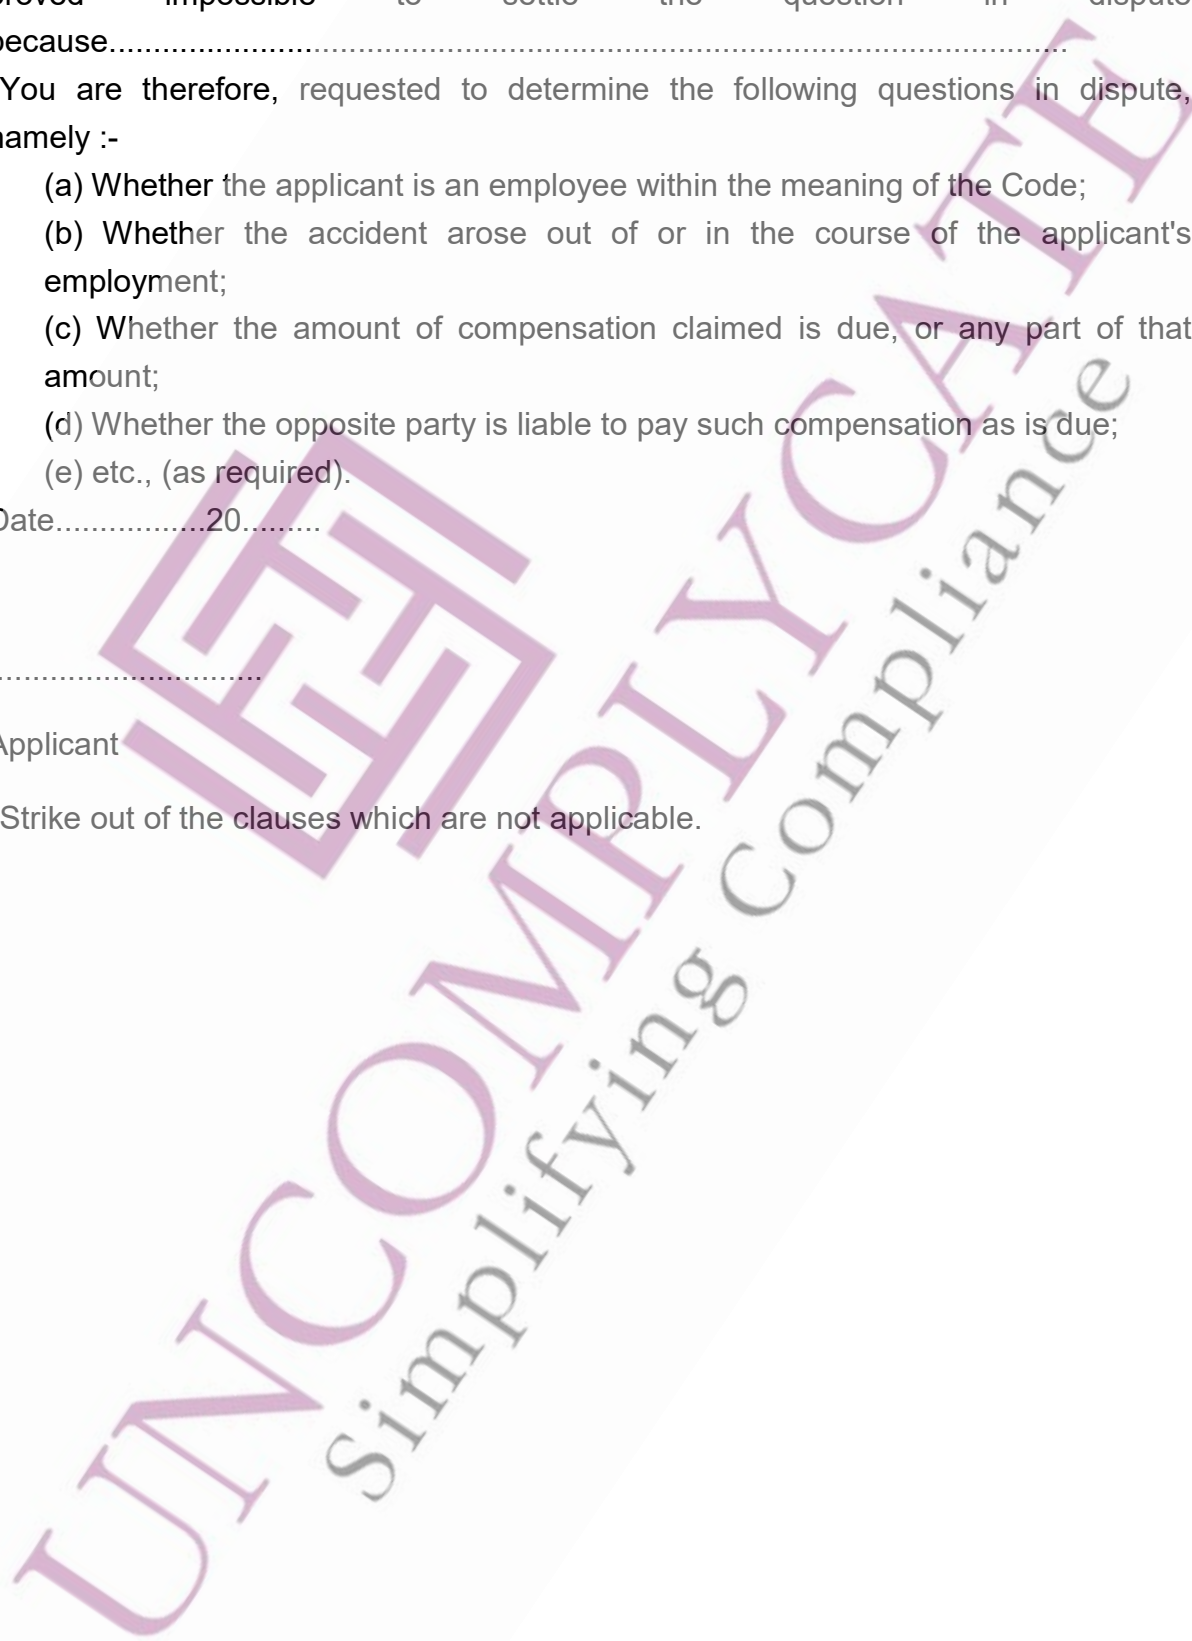 proved impossible to settle the question in dispute
because.................................................................................................
You are therefore, requested to determine the following questions in dispute,
namely :-
(a) Whether the applicant is an employee within the meaning of the Code;
(b) Whether the accident arose out of or in the course of the applicant's
employment;
(c) Whether the amount of compensation claimed is due, or any part of that
amount;
(d) Whether the opposite party is liable to pay such compensation as is due;
(e) etc., (as required).
Date.................20.........
..............................
Applicant
Strike out of the clauses which are not applicable.
UNCOMPLYCATE
Simplifying Compliance